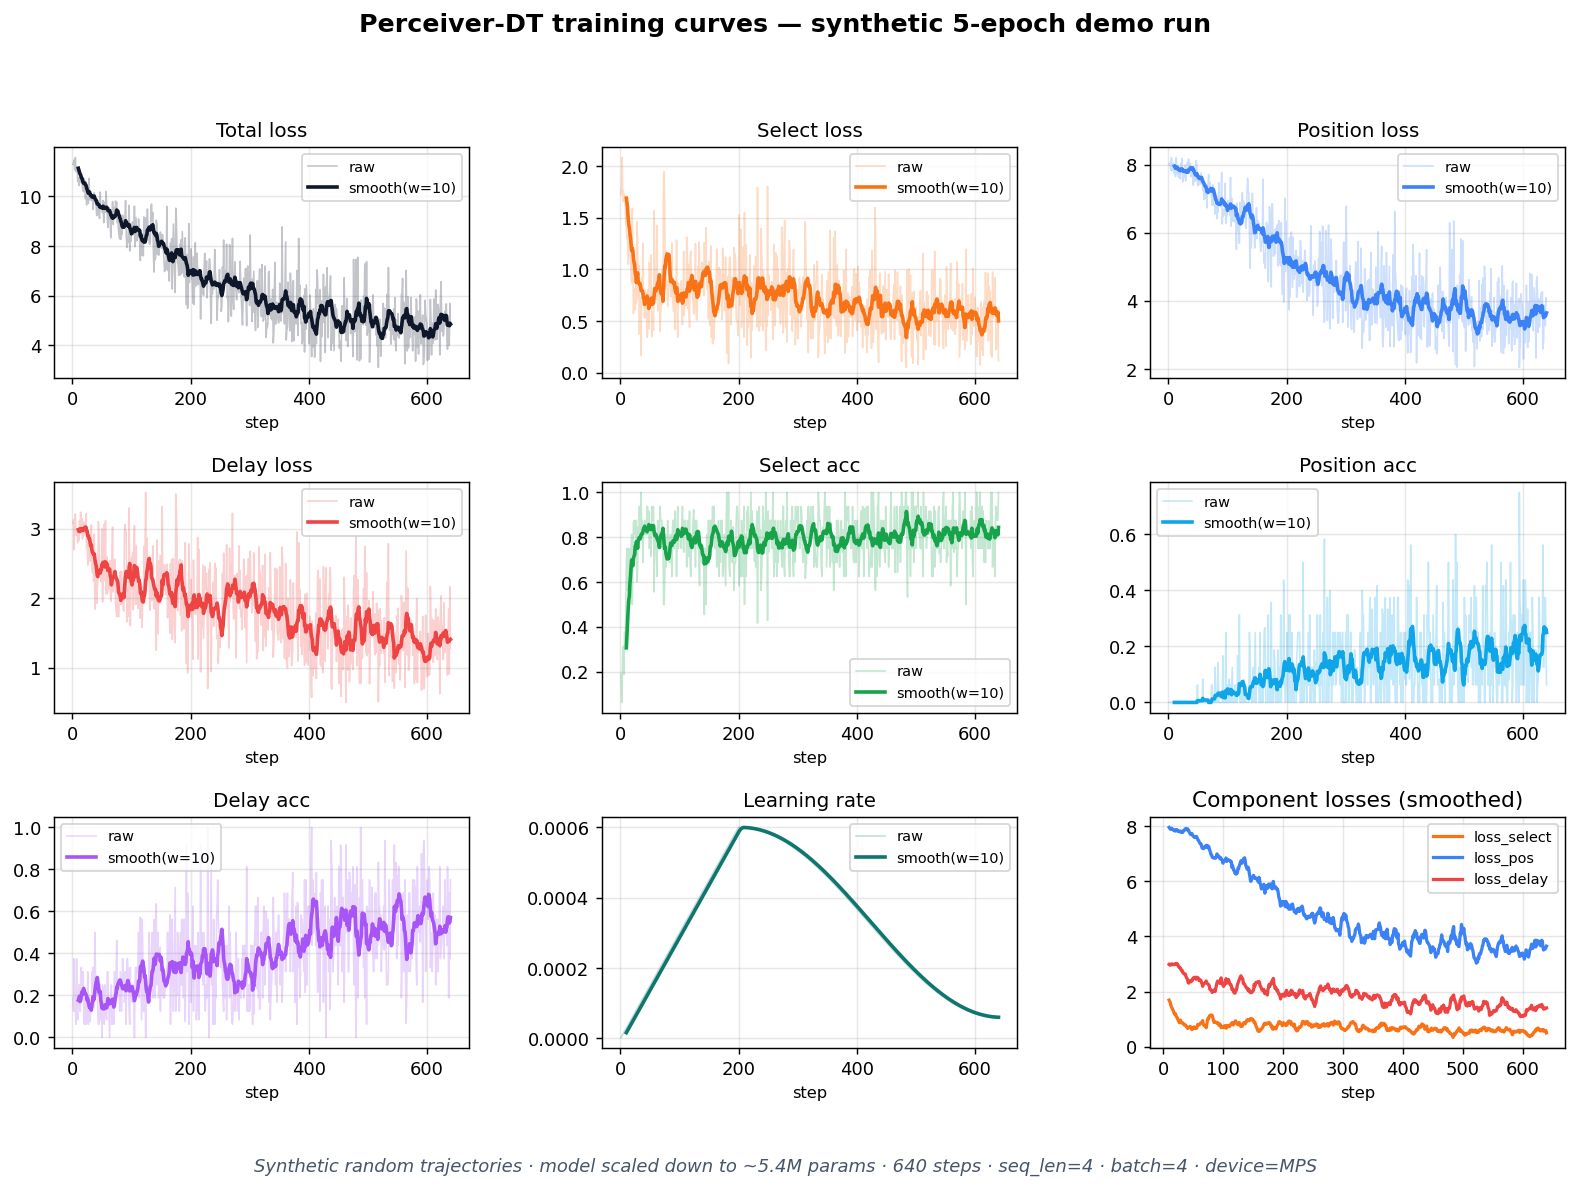 Perceiver-DT training curves — synthetic 5-epoch demo run
Total loss
raw
smooth(w=10)
10
8
6
4
0 200 400 600
step
Select loss
raw
smooth(w=10)
2.0
1.5
1.0
0.5
0.0
0 200 400 600
step
Position loss
raw
smooth(w=10)
8
6
4
2
0 200 400 600
step
Delay loss
raw
smooth(w=10)
3
2
1
0 200 400 600
step
Select acc
1.0
0.8
0.6
0.4
0.2
raw
smooth(w=10)
0 200 400 600
step
Position acc
raw
smooth(w=10)
0.6
0.4
0.2
0.0
0 200 400 600
step
Delay acc
raw
smooth(w=10)
1.0
0.8
0.6
0.4
0.2
0.0
0 200 400 600
step
Learning rate
raw
smooth(w=10)
0.0006
0.0004
0.0002
0.0000
0 200 400 600
step
Component losses (smoothed)
loss_select
loss_pos
loss_delay
8
6
4
2
0
0 100 200 300 400 500 600
step
Synthetic random trajectories · model scaled down to ~5.4M params · 640 steps · seq_len=4 · batch=4 · device=MPS